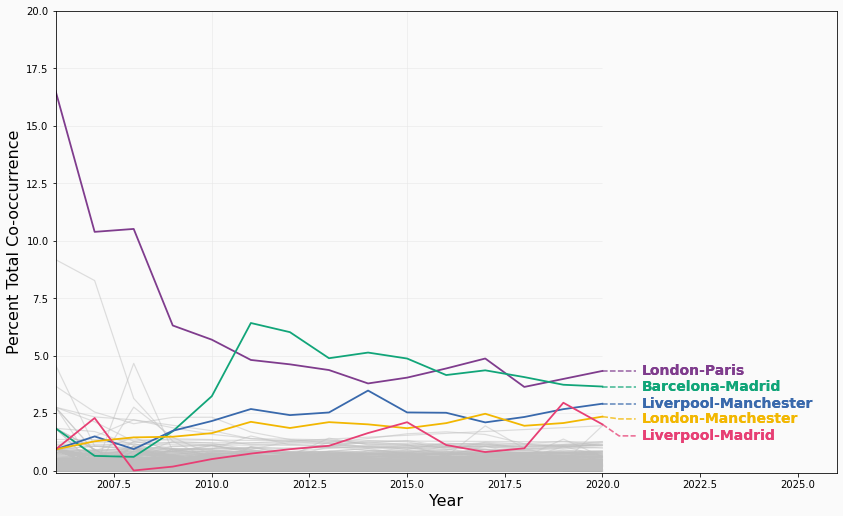 20.0
17.5
15.0
12.5
10.0
7.5
5.0
2.5
0.0
Percent Total Co-occurrence
London-Paris
Barcelona-Madrid
Liverpool-Manchester
London-Manchester
Liverpool-Madrid
2007.5 2010.0 2012.5 2015.0 2017.5 2020.0 2022.5 2025.0
Year